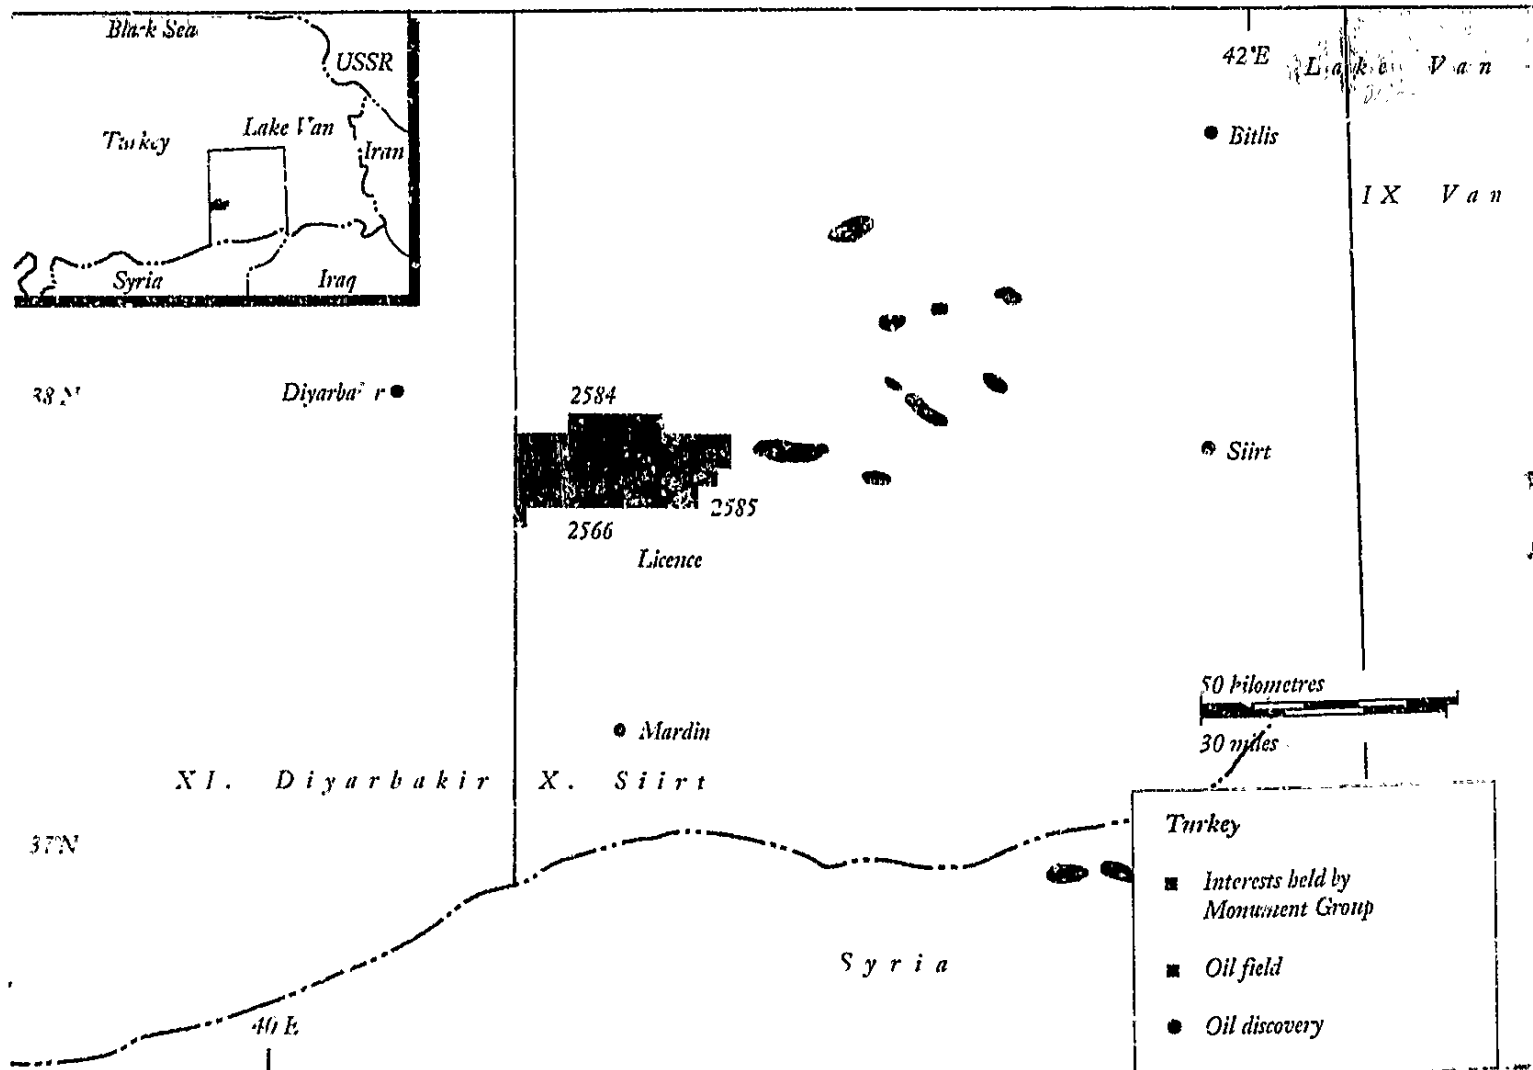 Black Sea
USSR
Lake Van
Turkey
Iran
Syria
Iraq
42°E
Lake Van
Bitlis
IX Van
38 N
2584
Siirt
2585
2566
Licence
50 kilometres
30 miles
Mardin
XI. Diyarbakir
X. Siirt
37°N
Syria
40 E
Turkey
Interests held by
Monument Group
Oil field
Oil discovery